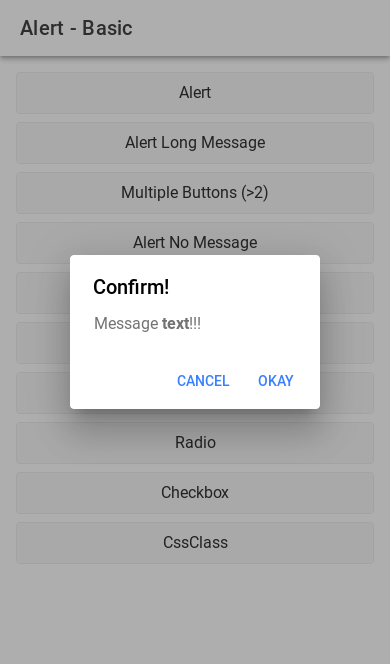 Alert - Basic
Alert
Alert Long Message
Multiple Buttons (>2)
Alert No Message
Confirm!
Message text!!!
CANCEL OKAY
Radio
Checkbox
CssClass